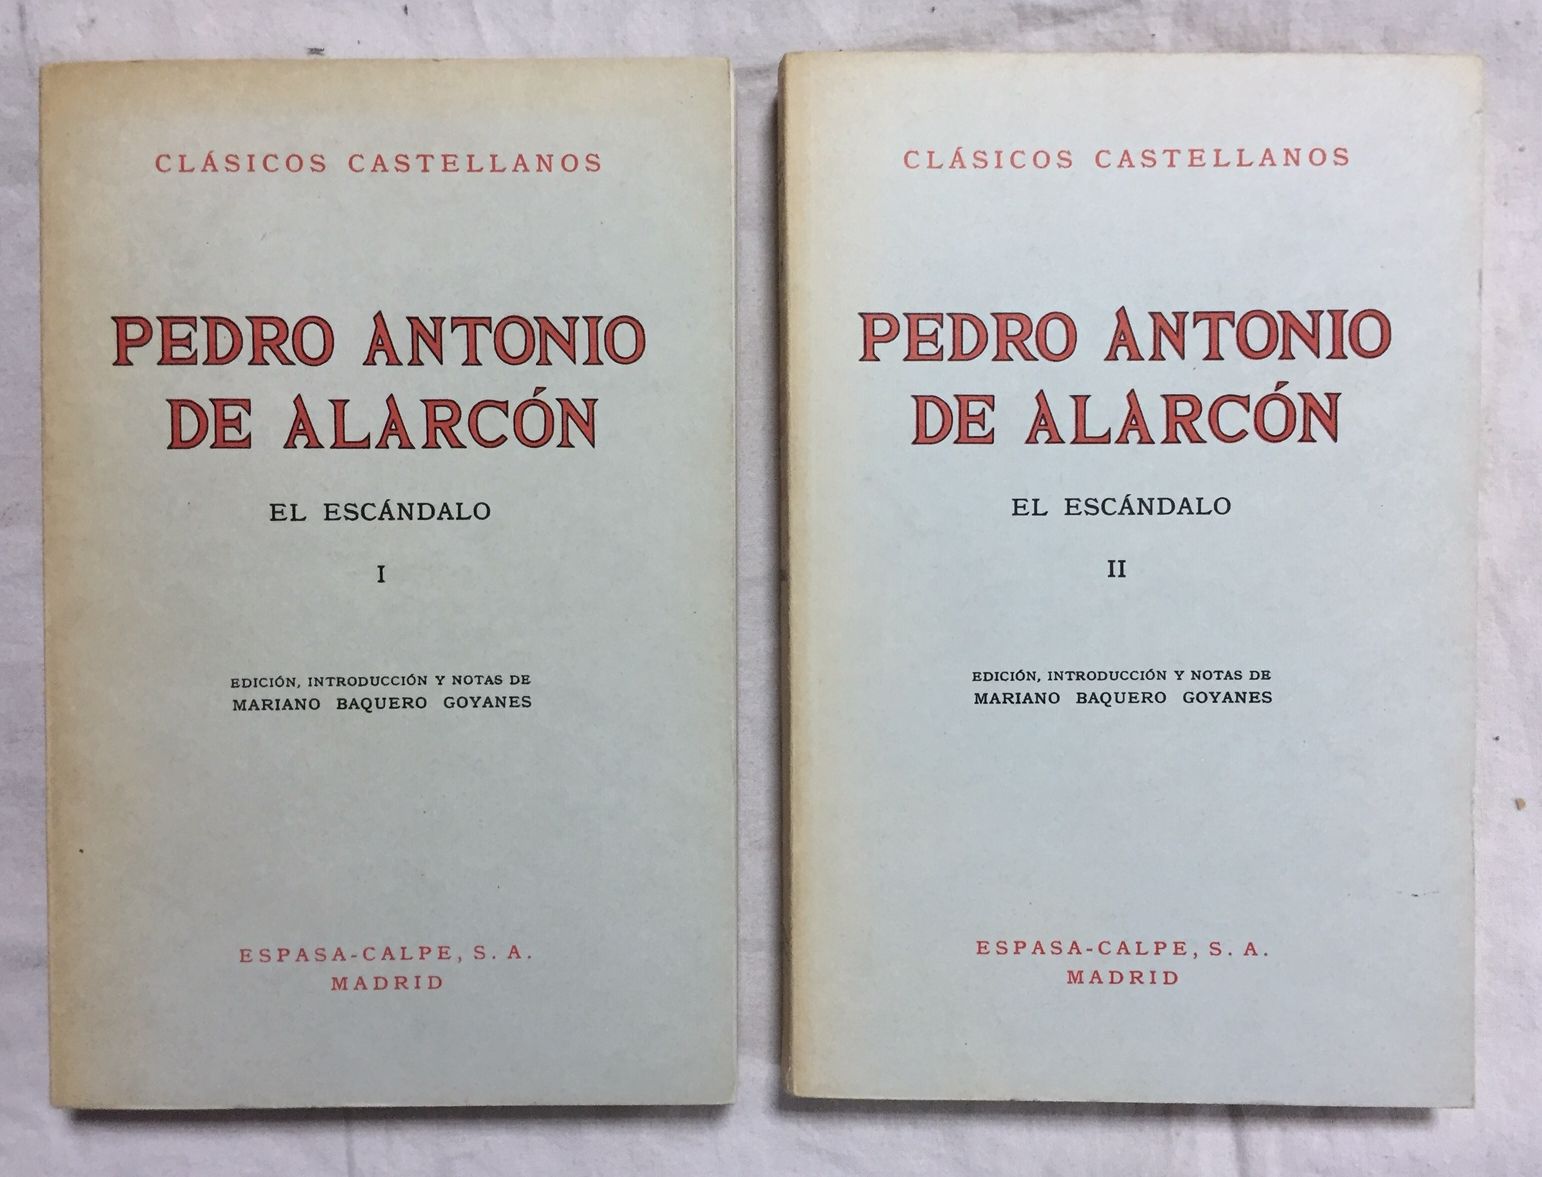 CLÁSICOS CASTELLANOS
PEDRO ANTONIO
DE ALARCÓN
EL ESCÁNDALO
I
EDICIÓN, INTRODUCCIÓN Y NOTAS DE
MARIANO BAQUERO GOYANES
ESPASA-CALPE, S. A.
MADRID
CLÁSICOS CASTELLANOS
PEDRO ANTONIO
DE ALARCÓN
EL ESCÁNDALO
II
EDICIÓN, INTRODUCCIÓN Y NOTAS DE
MARIANO BAQUERO GOYANES
ESPASA-CALPE, S. A.
MADRID